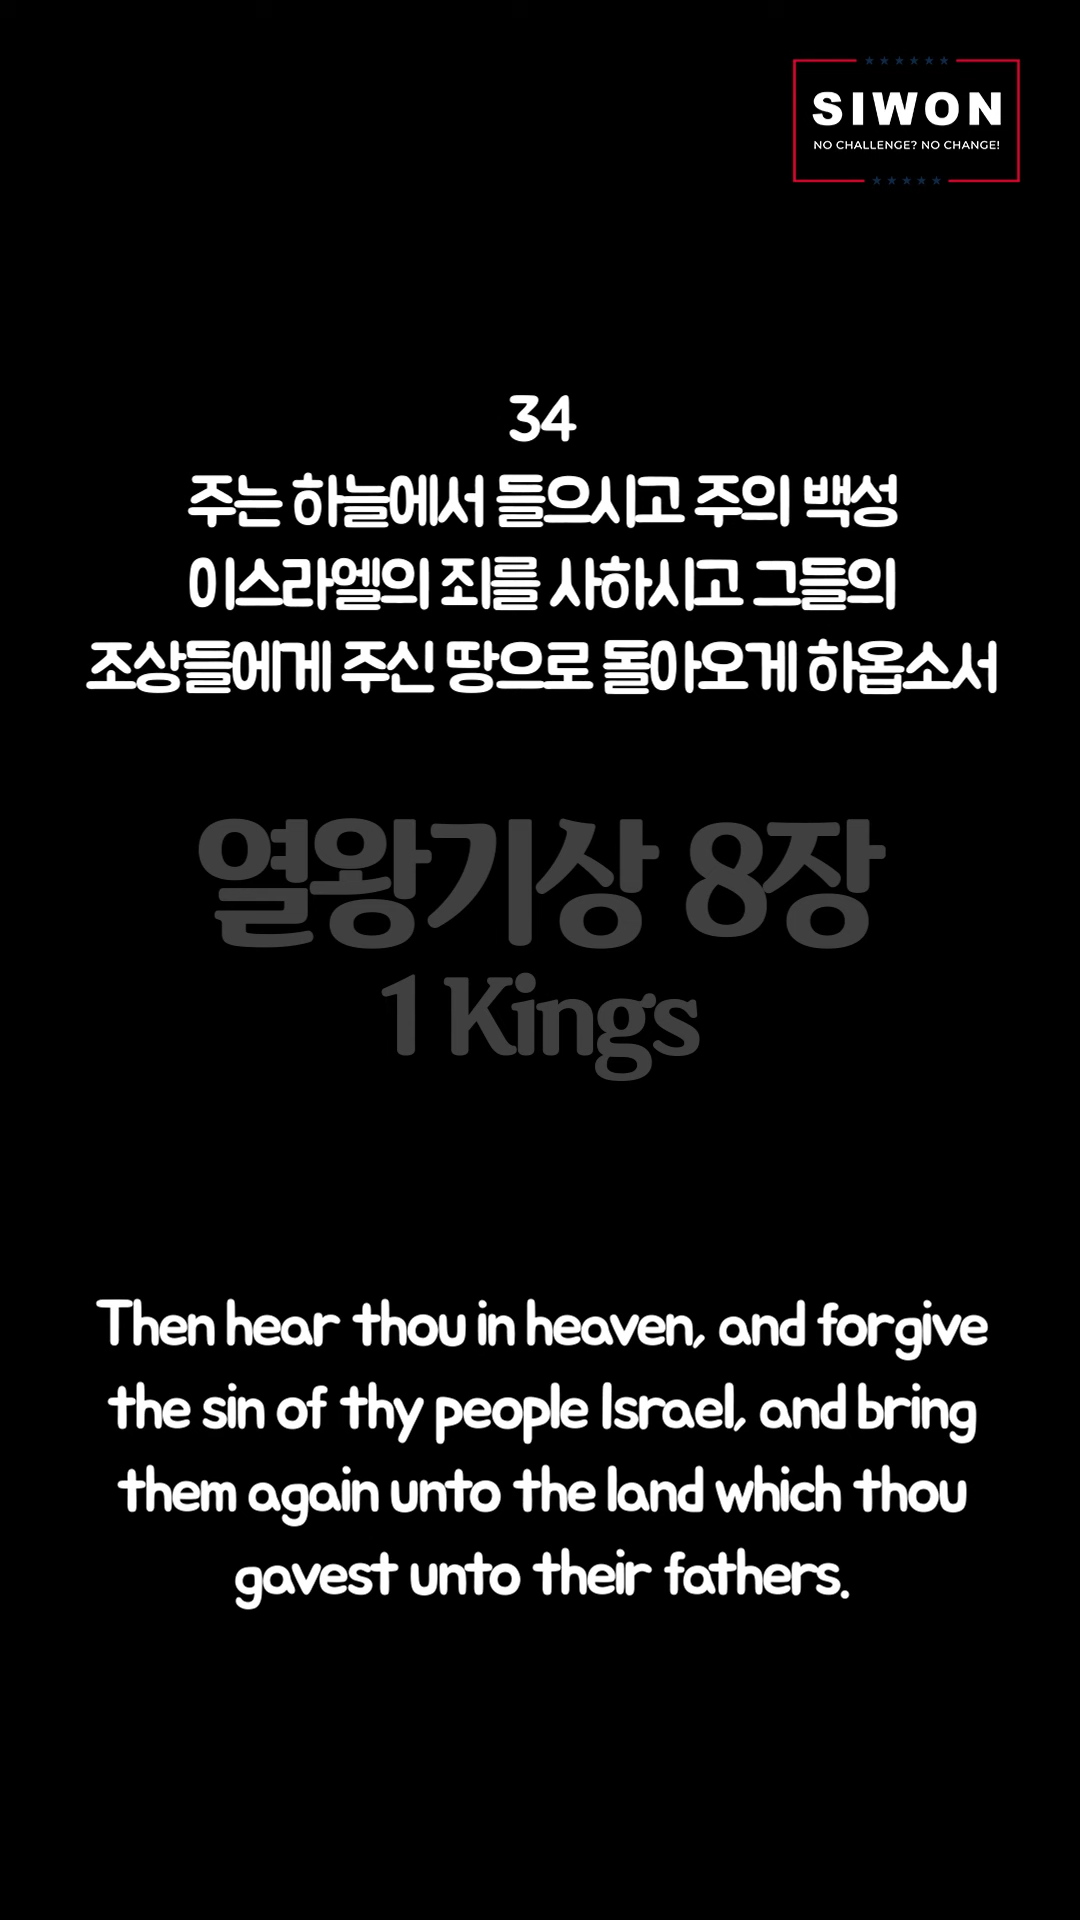 SIWON
NO CHALLENGE? NO CHANGE!
34
주는 하늘에서 들으시고 주의 백성
이스라엘의 죄를 사하시고 그들의
조상들에게 주신 땅으로 돌아오게 하옵소서
열왕기상 8장
1 Kings
Then hear thou in heaven, and forgive
the sin of thy people Israel, and bring
them again unto the land which thou
gavest unto their fathers.